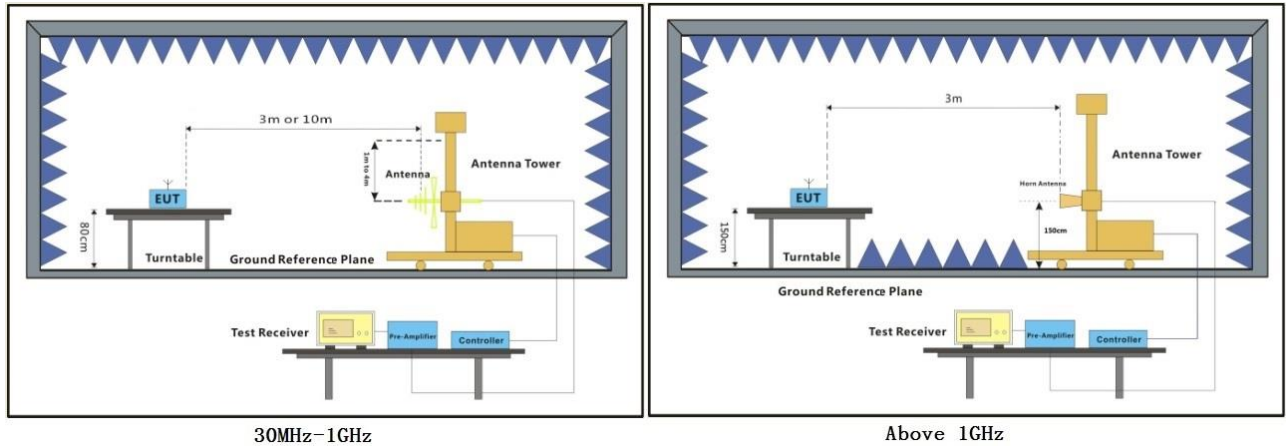 3m or 10m
1m to 4m
Antenna
Antenna Tower
EUT
80cm
Turntable
Ground Reference Plane
Test Receiver
Pre-Amplifier
Controller
30MHz-1GHz
3m
Antenna Tower
Horn Antenna
EUT
150cm
150cm
Turntable
Ground Reference Plane
Test Receiver
Pre-Amplifier
Controller
Above 1GHz